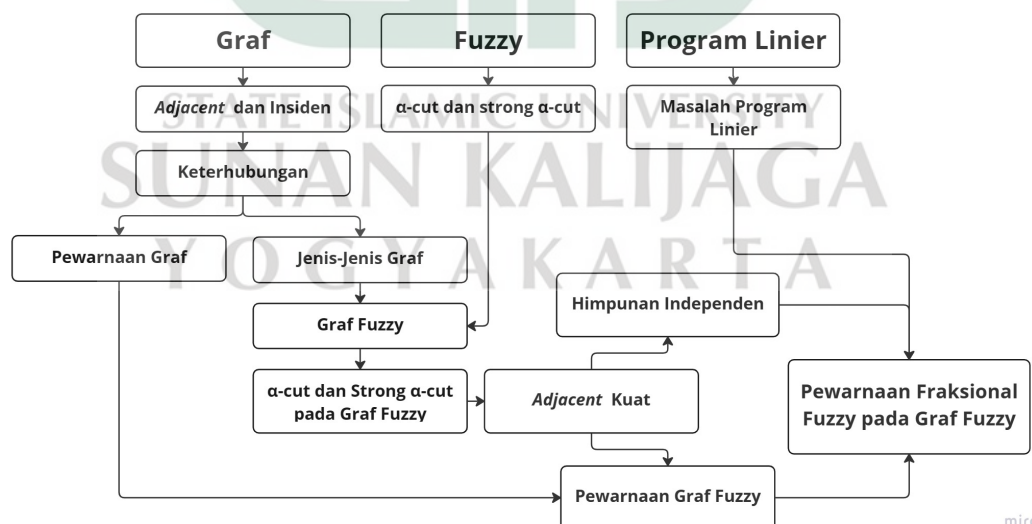 Graf
Fuzzy
Program Linier
Adjacent dan Insiden
α-cut dan strong α-cut
Masalah Program
Linier
STATE ISLAMIC UNIVERSITY
SUNAN KALIJAGA
YOGYAKARTA
Keterhubungan
Pewarnaan Graf
Jenis-Jenis Graf
Himpunan Independen
Graf Fuzzy
α-cut dan Strong α-cut
pada Graf Fuzzy
Adjacent Kuat
Pewarnaan Fraksional
Fuzzy pada Graf Fuzzy
Pewarnaan Graf Fuzzy